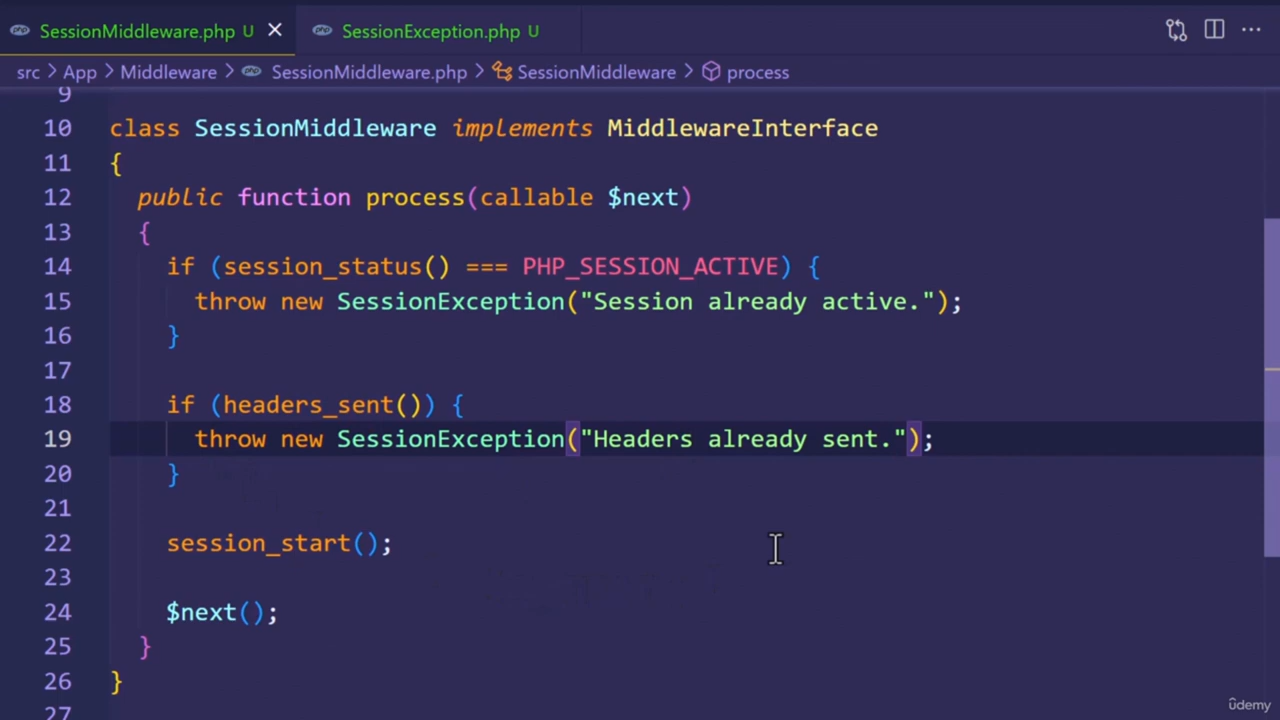 SessionMiddleware.php U
SessionException.php U
src > App > Middleware > SessionMiddleware.php > SessionMiddleware > process
9
10 class SessionMiddleware implements MiddlewareInterface
11 {
12   public function process(callable $next)
13   {
14     if (session_status() === PHP_SESSION_ACTIVE) {
15       throw new SessionException("Session already active.");
16     }
17
18     if (headers_sent()) {
19       throw new SessionException("Headers already sent.");
20     }
21
22     session_start();
23
24     $next();
25   }
26 }
27
ûdemy